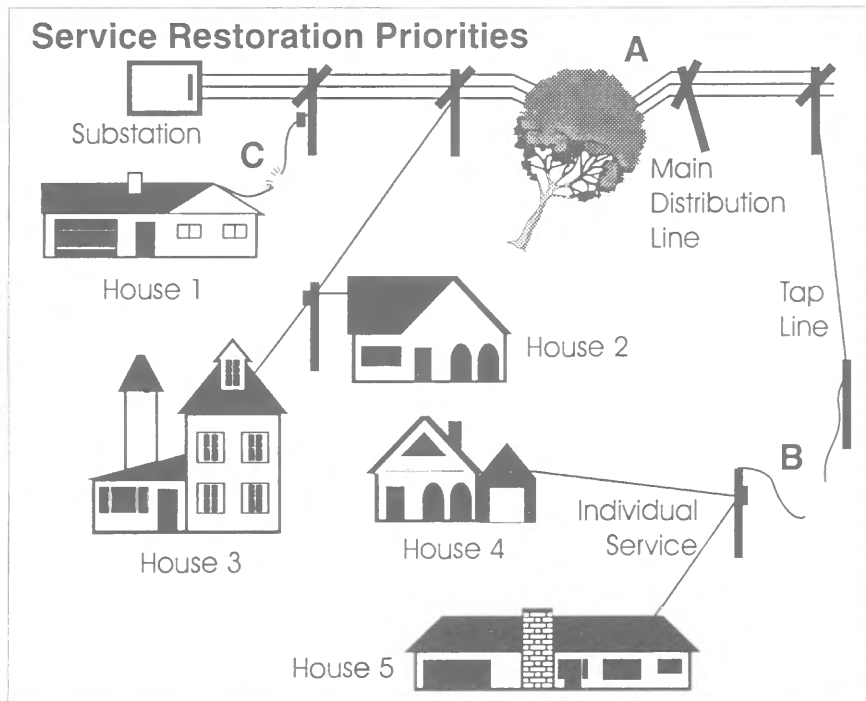 Service Restoration Priorities
A
Substation
C
Main
Distribution
Line
House 1
Tap
Line
House 2
B
Individual
Service
House 4
House 3
House 5